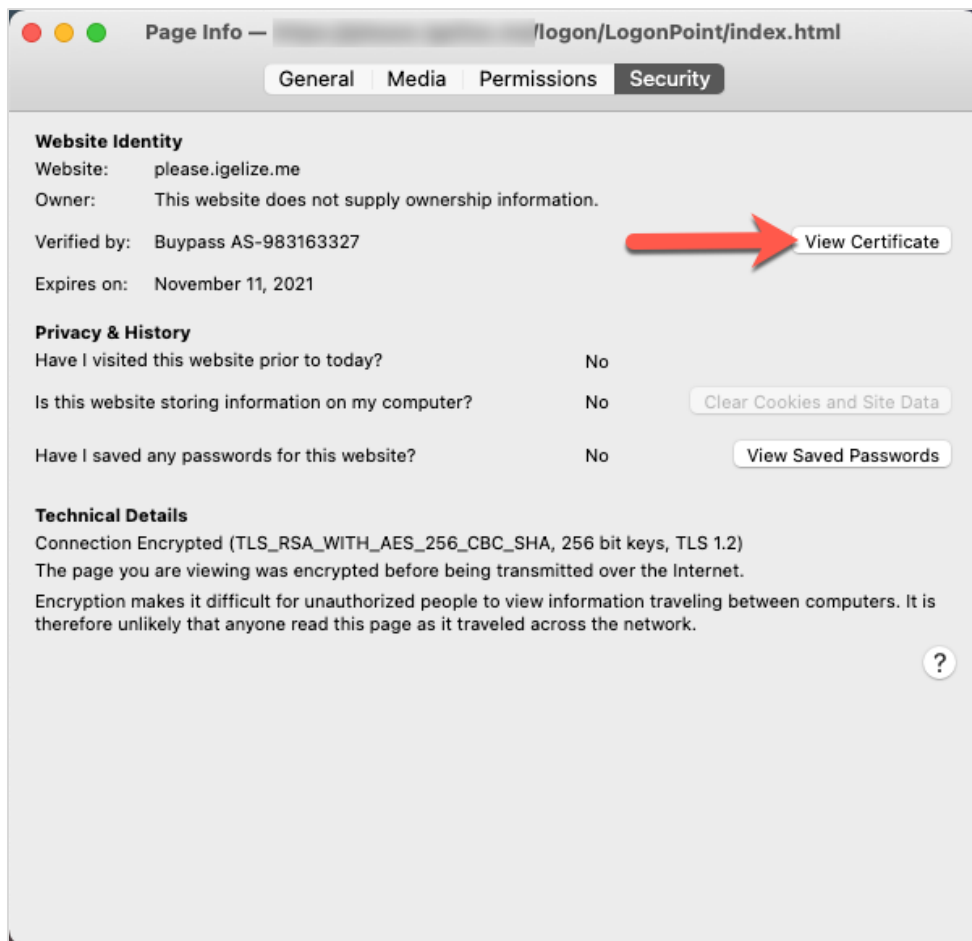 Page Info — /logon/LogonPoint/index.html
General Media Permissions Security
Website Identity
Website: please.igelize.me
Owner: This website does not supply ownership information.
Verified by: Buypass AS-983163327 View Certificate
Expires on: November 11, 2021
Privacy & History
Have I visited this website prior to today? No
Is this website storing information on my computer? No Clear Cookies and Site Data
Have I saved any passwords for this website? No View Saved Passwords
Technical Details
Connection Encrypted (TLS_RSA_WITH_AES_256_CBC_SHA, 256 bit keys, TLS 1.2)
The page you are viewing was encrypted before being transmitted over the Internet.
Encryption makes it difficult for unauthorized people to view information traveling between computers. It is
therefore unlikely that anyone read this page as it traveled across the network.
?